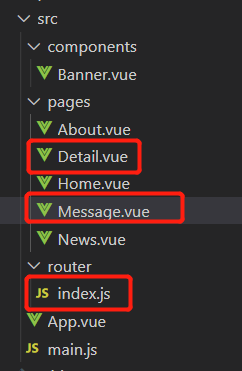 src
components
Banner.vue
pages
About.vue
Detail.vue
Home.vue
Message.vue
News.vue
router
JS index.js
App.vue
JS main.js